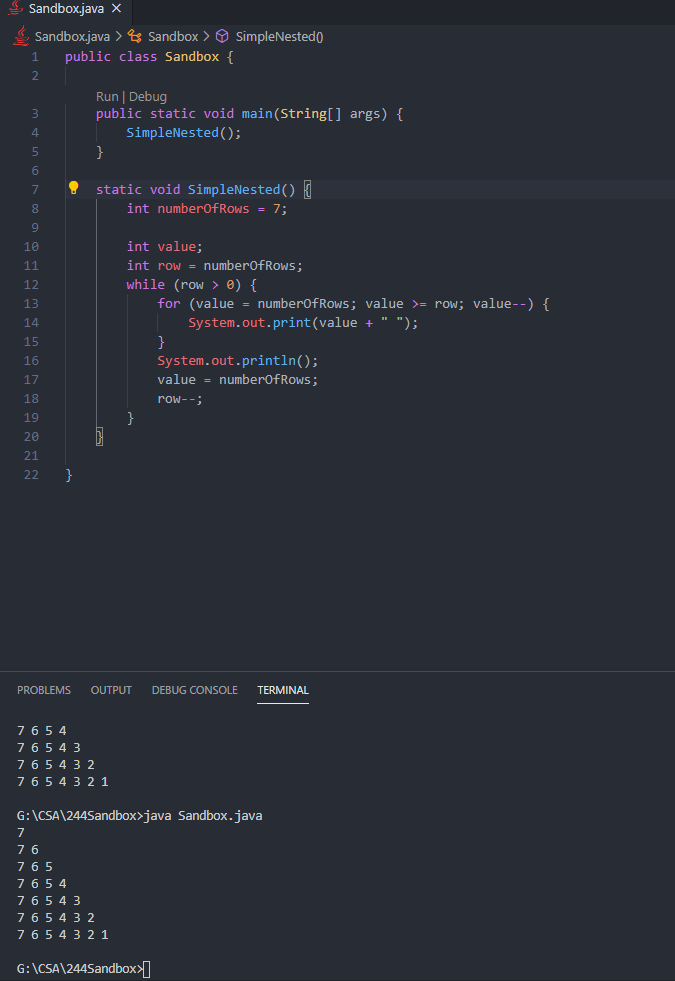 Sandbox.java ×
Sandbox.java > Sandbox > SimpleNested()
1 public class Sandbox {
2
Run | Debug
3 public static void main(String[] args) {
4 SimpleNested();
5 }
6
7 static void SimpleNested() {
8 int numberOfRows = 7;
9
10 int value;
11 int row = numberOfRows;
12 while (row > 0) {
13 for (value = numberOfRows; value >= row; value--) {
14 System.out.print(value + " ");
15 }
16 System.out.println();
17 value = numberOfRows;
18 row--;
19 }
20 }
21
22 }
PROBLEMS OUTPUT DEBUG CONSOLE TERMINAL
7 6 5 4
7 6 5 4 3
7 6 5 4 3 2
7 6 5 4 3 2 1
G:\CSA\244Sandbox>java Sandbox.java
7
7 6
7 6 5
7 6 5 4
7 6 5 4 3
7 6 5 4 3 2
7 6 5 4 3 2 1
G:\CSA\244Sandbox>